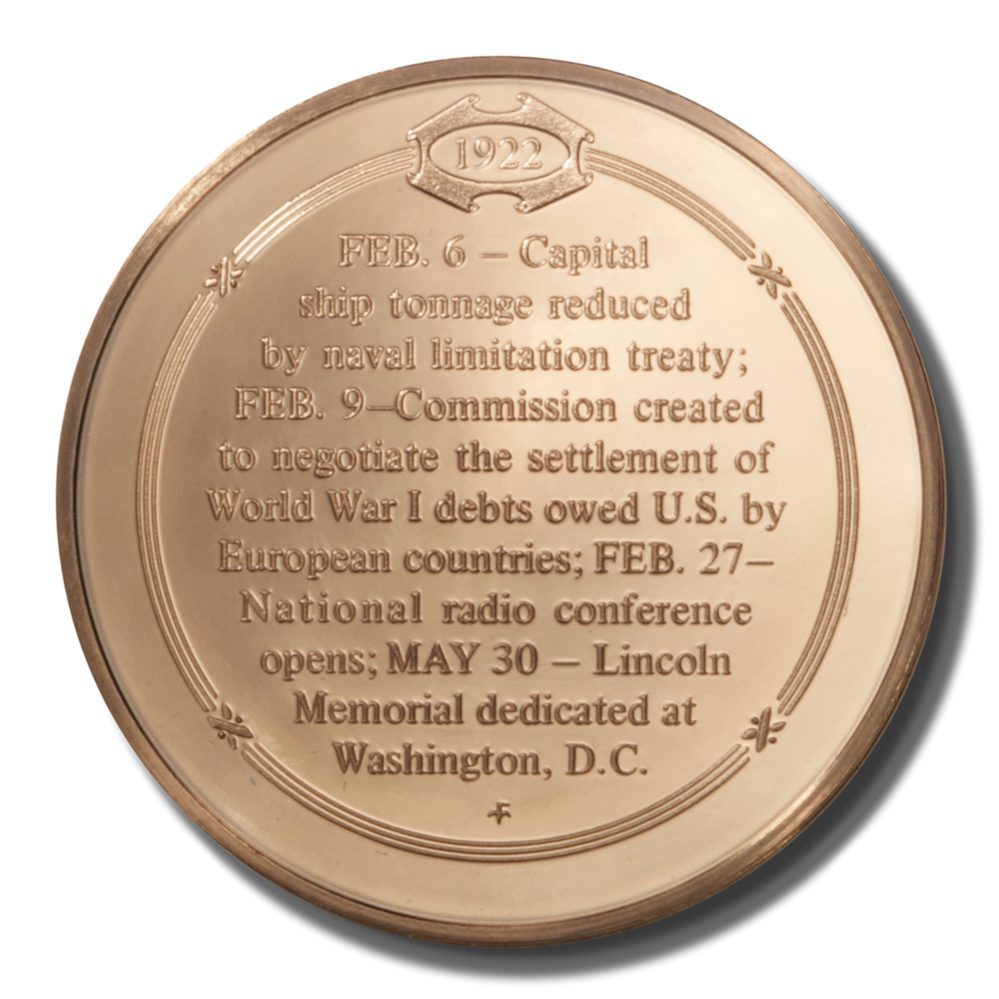 1922
FEB. 6 – Capital
ship tonnage reduced
by naval limitation treaty;
FEB. 9—Commission created
to negotiate the settlement of
World War I debts owed U.S. by
European countries; FEB. 27—
National radio conference
opens; MAY 30 – Lincoln
Memorial dedicated at
Washington, D.C.
F